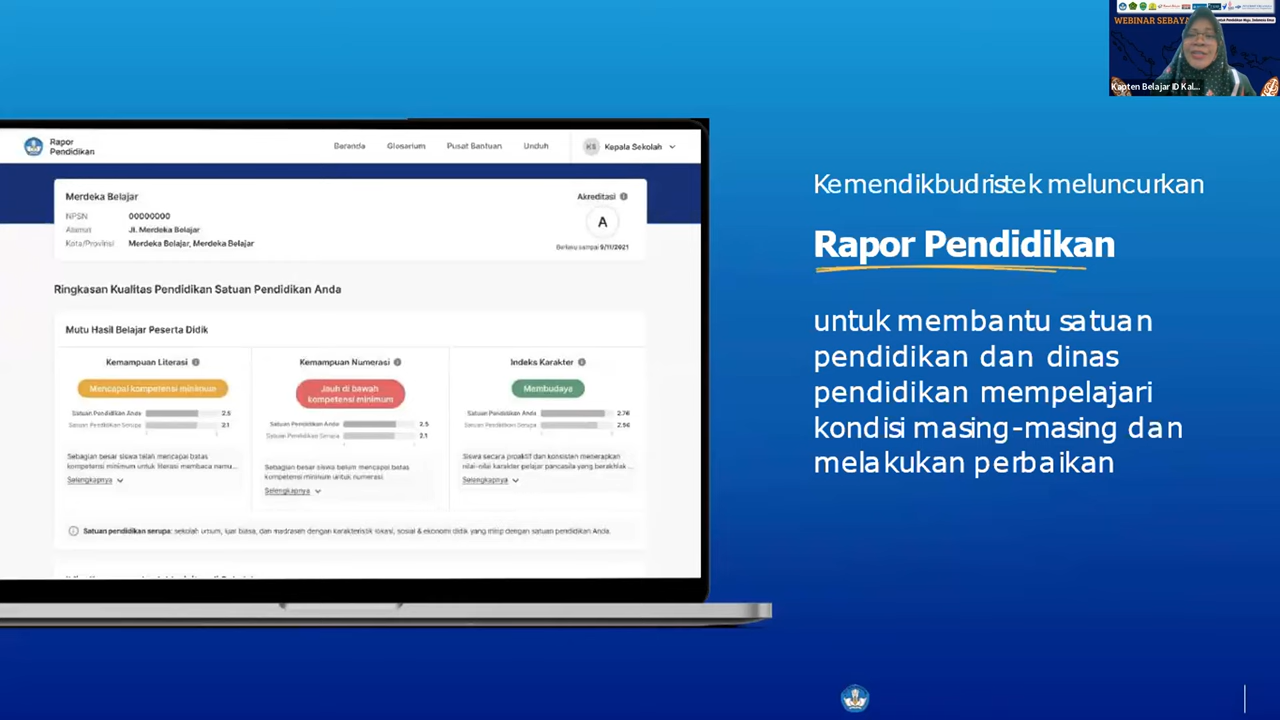 WEBINAR SEBAYA
Kapten Belajar ID Kal...
Rapor
Pendidikan
Beranda Glosarium Pusat Bantuan Unduh KS Kepala Sekolah
Merdeka Belajar
Akreditasi
NPSN 00000000
A
Alamat Jl. Merdeka Belajar
Kota/Provinsi Merdeka Belajar, Merdeka Belajar
Berlaku sampai 9/11/2021
Ringkasan Kualitas Pendidikan Satuan Pendidikan Anda
Mutu Hasil Belajar Peserta Didik
Kemampuan Literasi
Mencapai kompetensi minimum
Satuan Pendidikan Anda 2.5
Satuan Pendidikan Serupa 2.1
Sebagian besar siswa telah mencapai batas
kompetensi minimum untuk literasi membaca namu...
Selengkapnya
Kemampuan Numerasi
Jauh di bawah
kompetensi minimum
Satuan Pendidikan Anda 2.5
Satuan Pendidikan Serupa 2.1
Sebagian besar siswa belum mencapai batas
kompetensi minimum untuk numerasi.
Selengkapnya
Indeks Karakter
Membudaya
Satuan Pendidikan Anda 2.76
Satuan Pendidikan Serupa 2.56
Siswa secara proaktif dan konsisten menerapkan
nilai-nilai karakter pelajar pancasila yang berakhlak ...
Selengkapnya
Satuan pendidikan serupa: sekolah umum, luar biasa, dan madrasah dengan karakteristik lokasi, sosial & ekonomi didik yang mirip dengan satuan pendidikan Anda.
Kemendikbudristek meluncurkan
Rapor Pendidikan
untuk membantu satuan
pendidikan dan dinas
pendidikan mempelajari
kondisi masing-masing dan
melakukan perbaikan